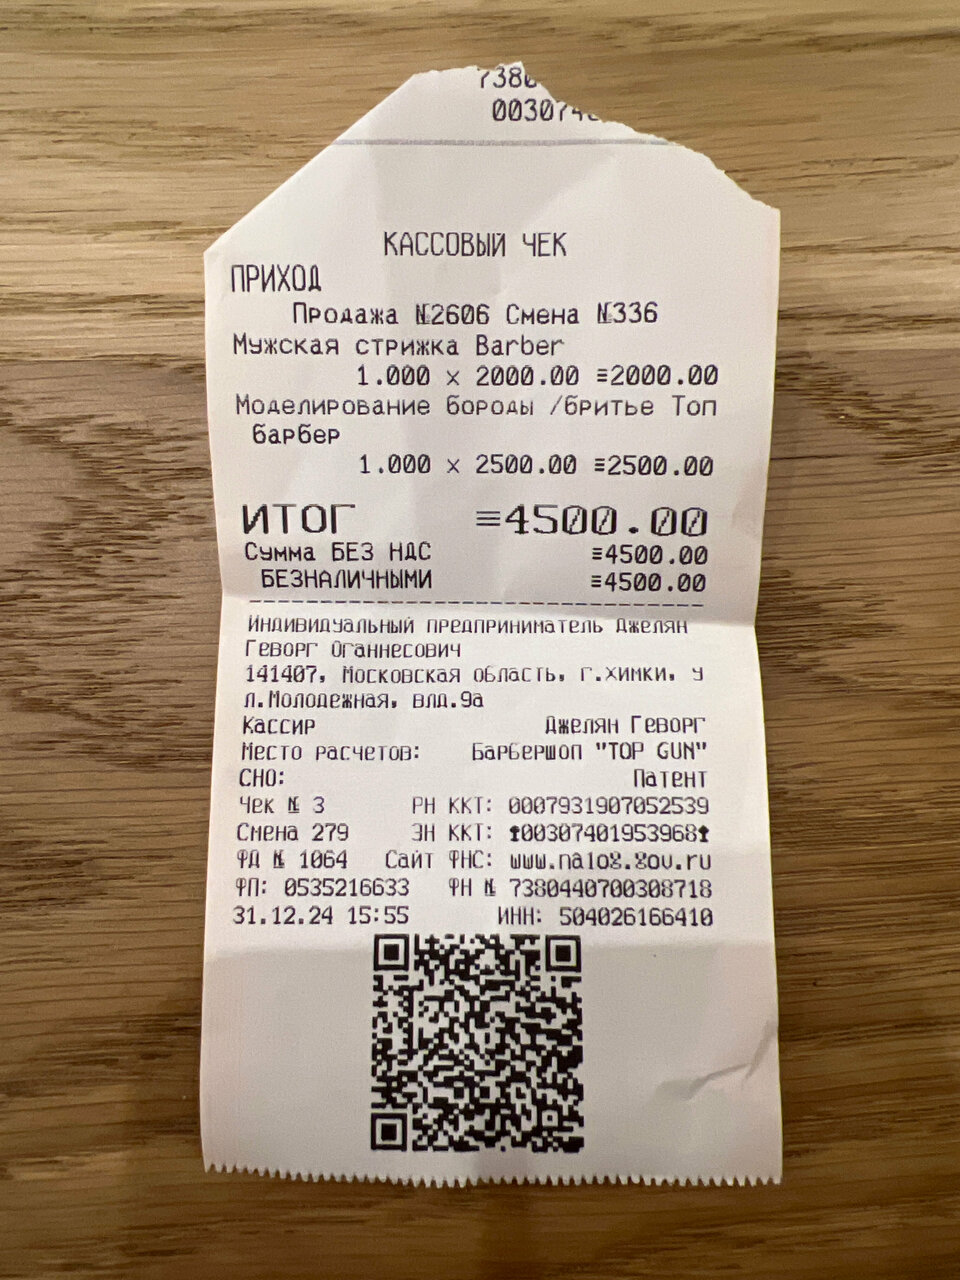 КАССОВЫЙ ЧЕК
ПРИХОД
Продажа №2606 Смена №336
Мужская стрижка Barber
1.000 × 2000.00 ≡2000.00
Моделирование бороды /бритье Топ
барбер
1.000 × 2500.00 ≡2500.00
ИТОГ ≡4500.00
Сумма БЕЗ НДС ≡4500.00
БЕЗНАЛИЧНЫМИ ≡4500.00
Индивидуальный предприниматель Джелян
Геворг Оганнесович
141407, Московская область, г.Химки, у
л.Молодежная, влд.9а
Кассир Джелян Геворг
Место расчетов: Барбершоп "TOP GUN"
СНО: Патент
Чек № 3 РН ККТ: 0007931907052539
Смена 279 ЗН ККТ: 00307401953968
ФД № 1064 Сайт ФНС: www.nalog.gov.ru
ФП: 0535216633 ФН № 7380440700308718
31.12.24 15:55 ИНН: 504026166410